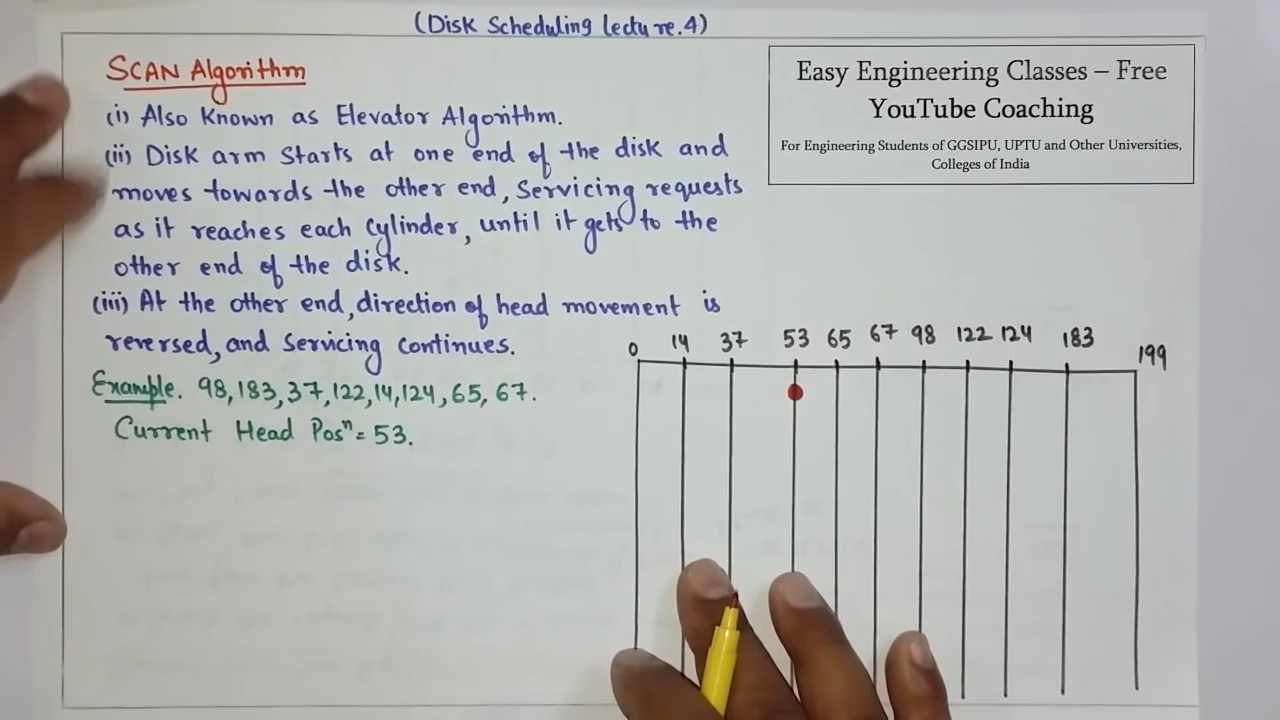 (Disk Scheduling lecture.4)
SCAN Algorithm
Easy Engineering Classes – Free
YouTube Coaching
For Engineering Students of GGSIPU, UPTU and Other Universities,
Colleges of India
(i) Also Known as Elevator Algorithm.
(ii) Disk arm starts at one end of the disk and
moves towards the other end, Servicing requests
as it reaches each Cylinder, until it gets to the
other end of the disk.
(iii) At the other end, direction of head movement is
reversed, and Servicing continues.
Example. 98, 183, 37, 122, 14, 124, 65, 67.
Current Head Posⁿ = 53.
0 14 37 53 65 67 98 122 124 183 199